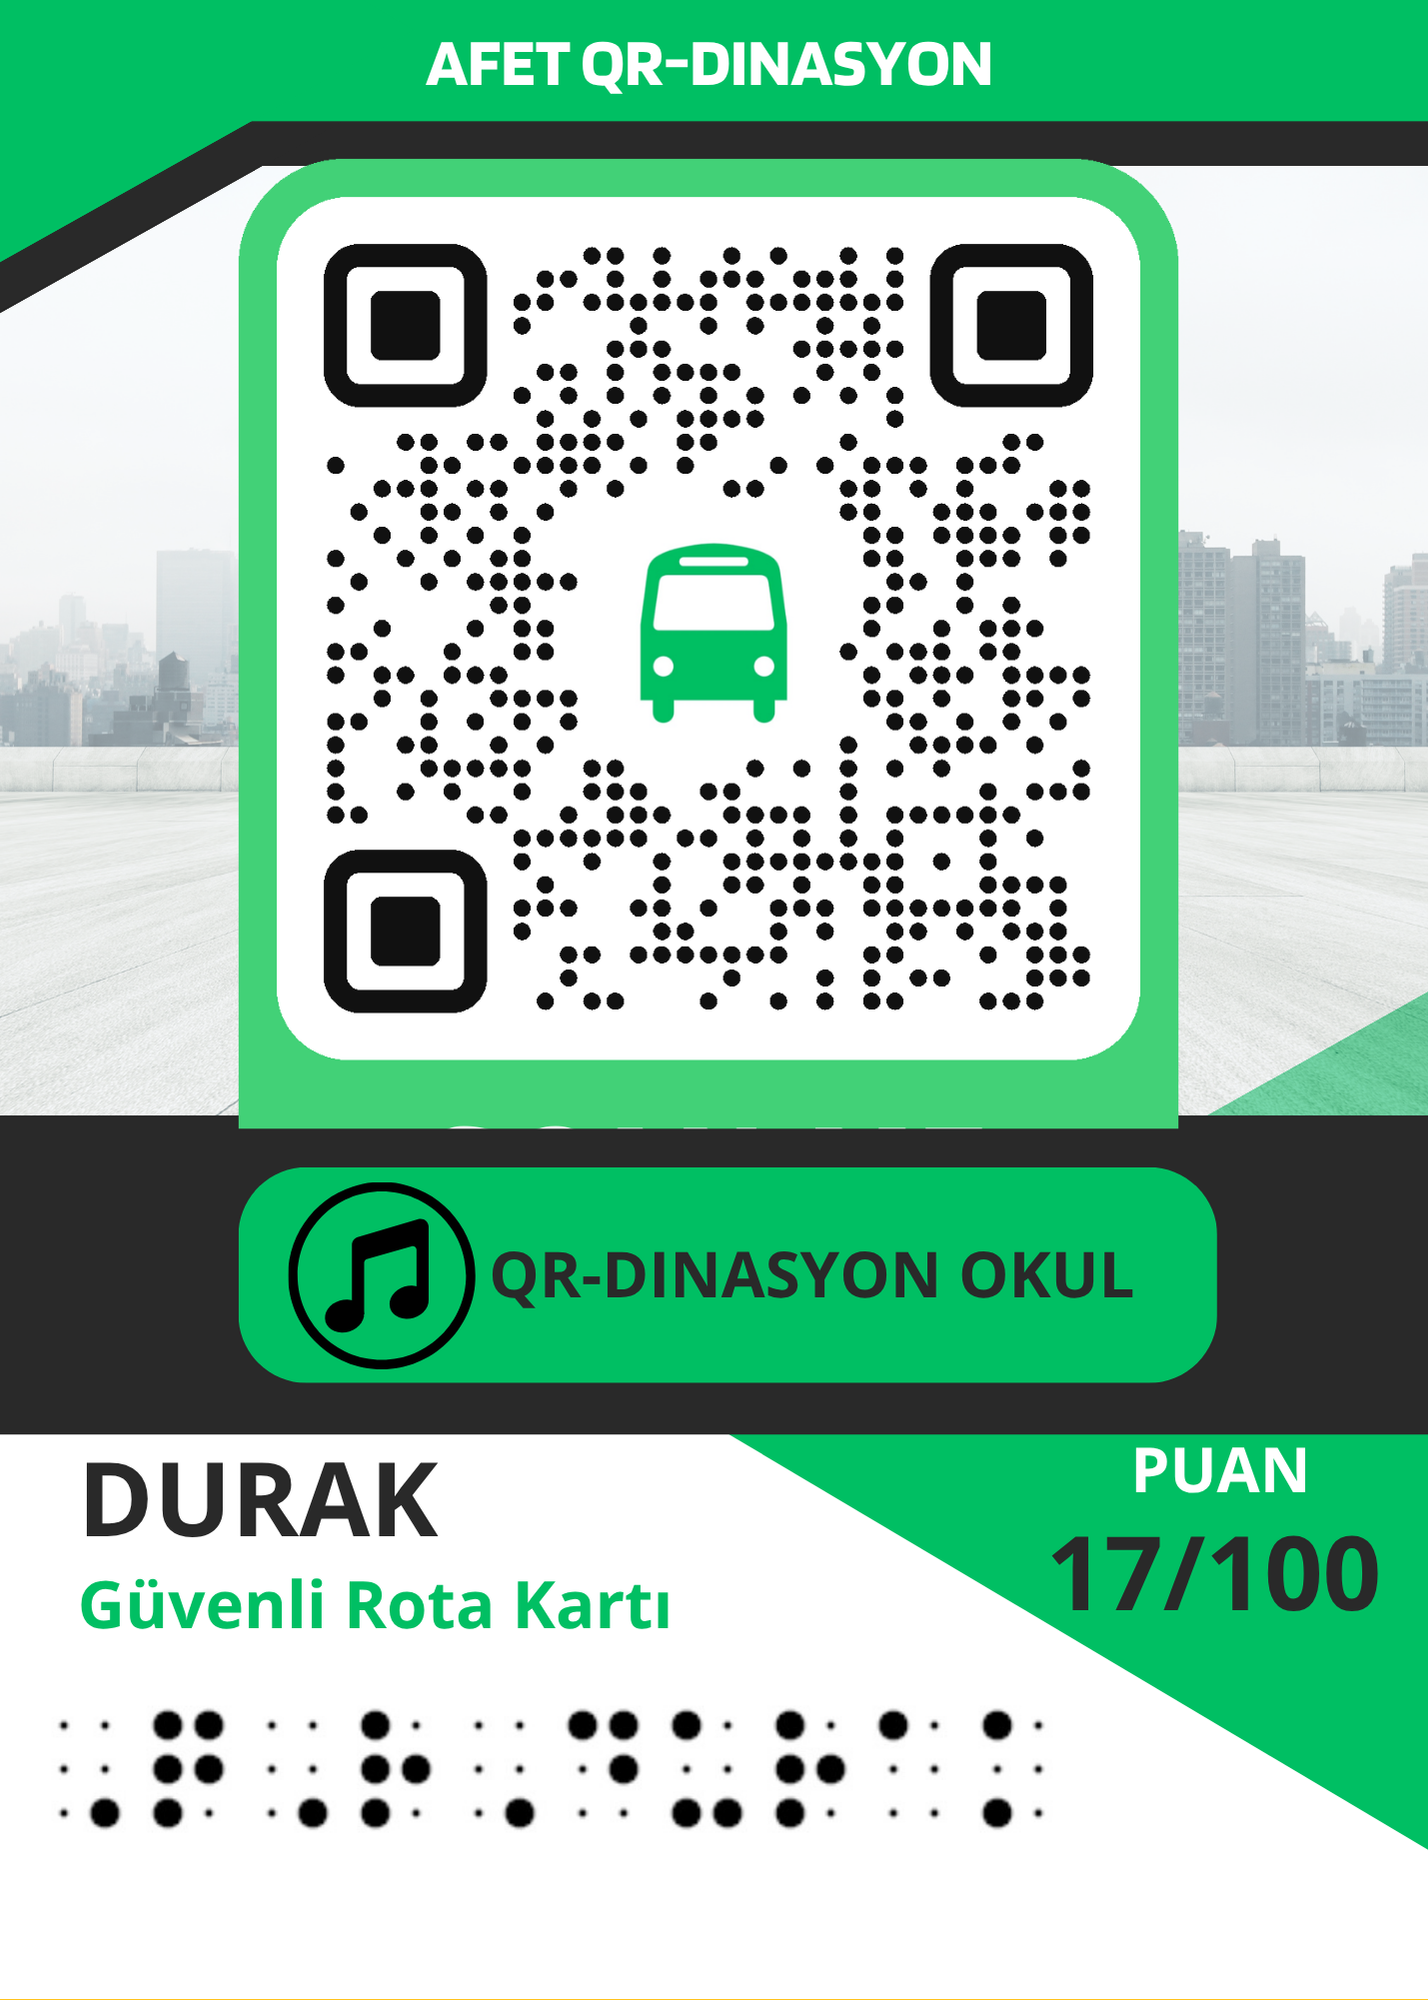 AFET QR-DINASYON
QR-DINASYON OKUL
DURAK
Güvenli Rota Kartı
PUAN
17/100
⠠⠟⠠⠗⠠⠙⠥⠗⠁⠅